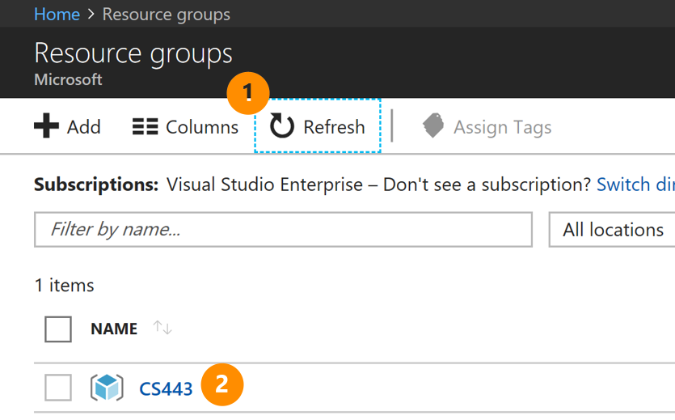 Home > Resource groups
Resource groups
Microsoft
1
Add Columns Refresh Assign Tags
Subscriptions: Visual Studio Enterprise – Don't see a subscription? Switch dir
Filter by name... All locations
1 items
NAME ↑↓
CS443 2